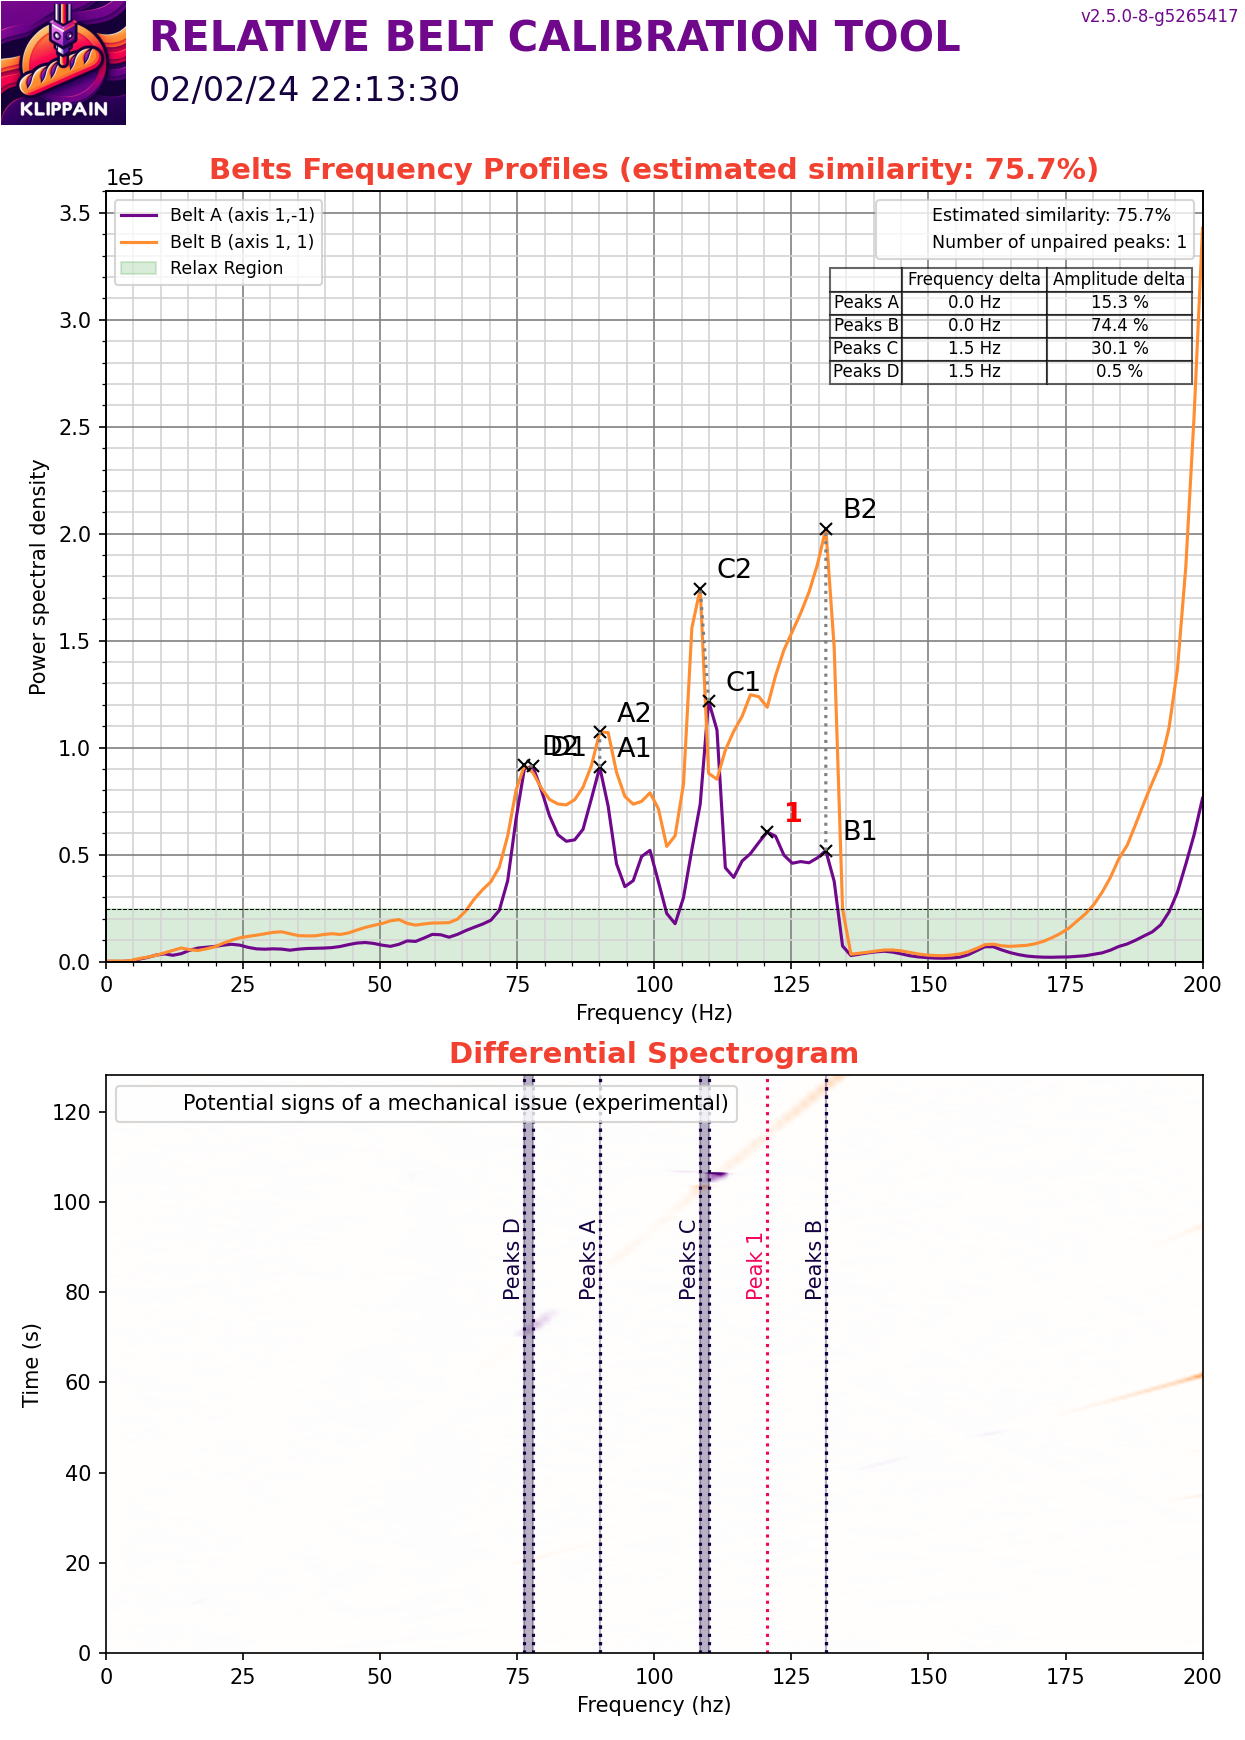 KLIPPAIN
RELATIVE BELT CALIBRATION TOOL
v2.5.0-8-g5265417
02/02/24 22:13:30
Belts Frequency Profiles (estimated similarity: 75.7%)
1e5
Belt A (axis 1,-1)
Belt B (axis 1, 1)
Relax Region
Estimated similarity: 75.7%
Number of unpaired peaks: 1
Frequency delta Amplitude delta
Peaks A 0.0 Hz 15.3 %
Peaks B 0.0 Hz 74.4 %
Peaks C 1.5 Hz 30.1 %
Peaks D 1.5 Hz 0.5 %
3.5
3.0
2.5
2.0
1.5
1.0
0.5
0.0
Power spectral density
B2
C2
C1
A2
D2
D1
A1
1
B1
0 25 50 75 100 125 150 175 200
Frequency (Hz)
Differential Spectrogram
Potential signs of a mechanical issue (experimental)
120
100
80
60
40
20
0
Time (s)
Peaks D
Peaks A
Peaks C
Peak 1
Peaks B
0 25 50 75 100 125 150 175 200
Frequency (hz)